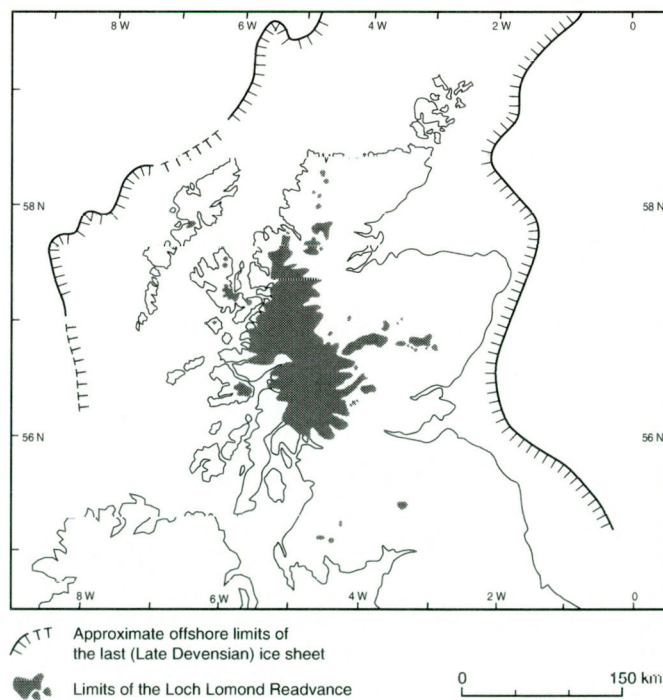 8 W 6 W 4 W 2 W 0
58 N 58 N
56 N 56 N
8 W 6 W 4 W 2 W 0
Approximate offshore limits of
the last (Late Devensian) ice sheet
Limits of the Loch Lomond Readvance
0 150 km